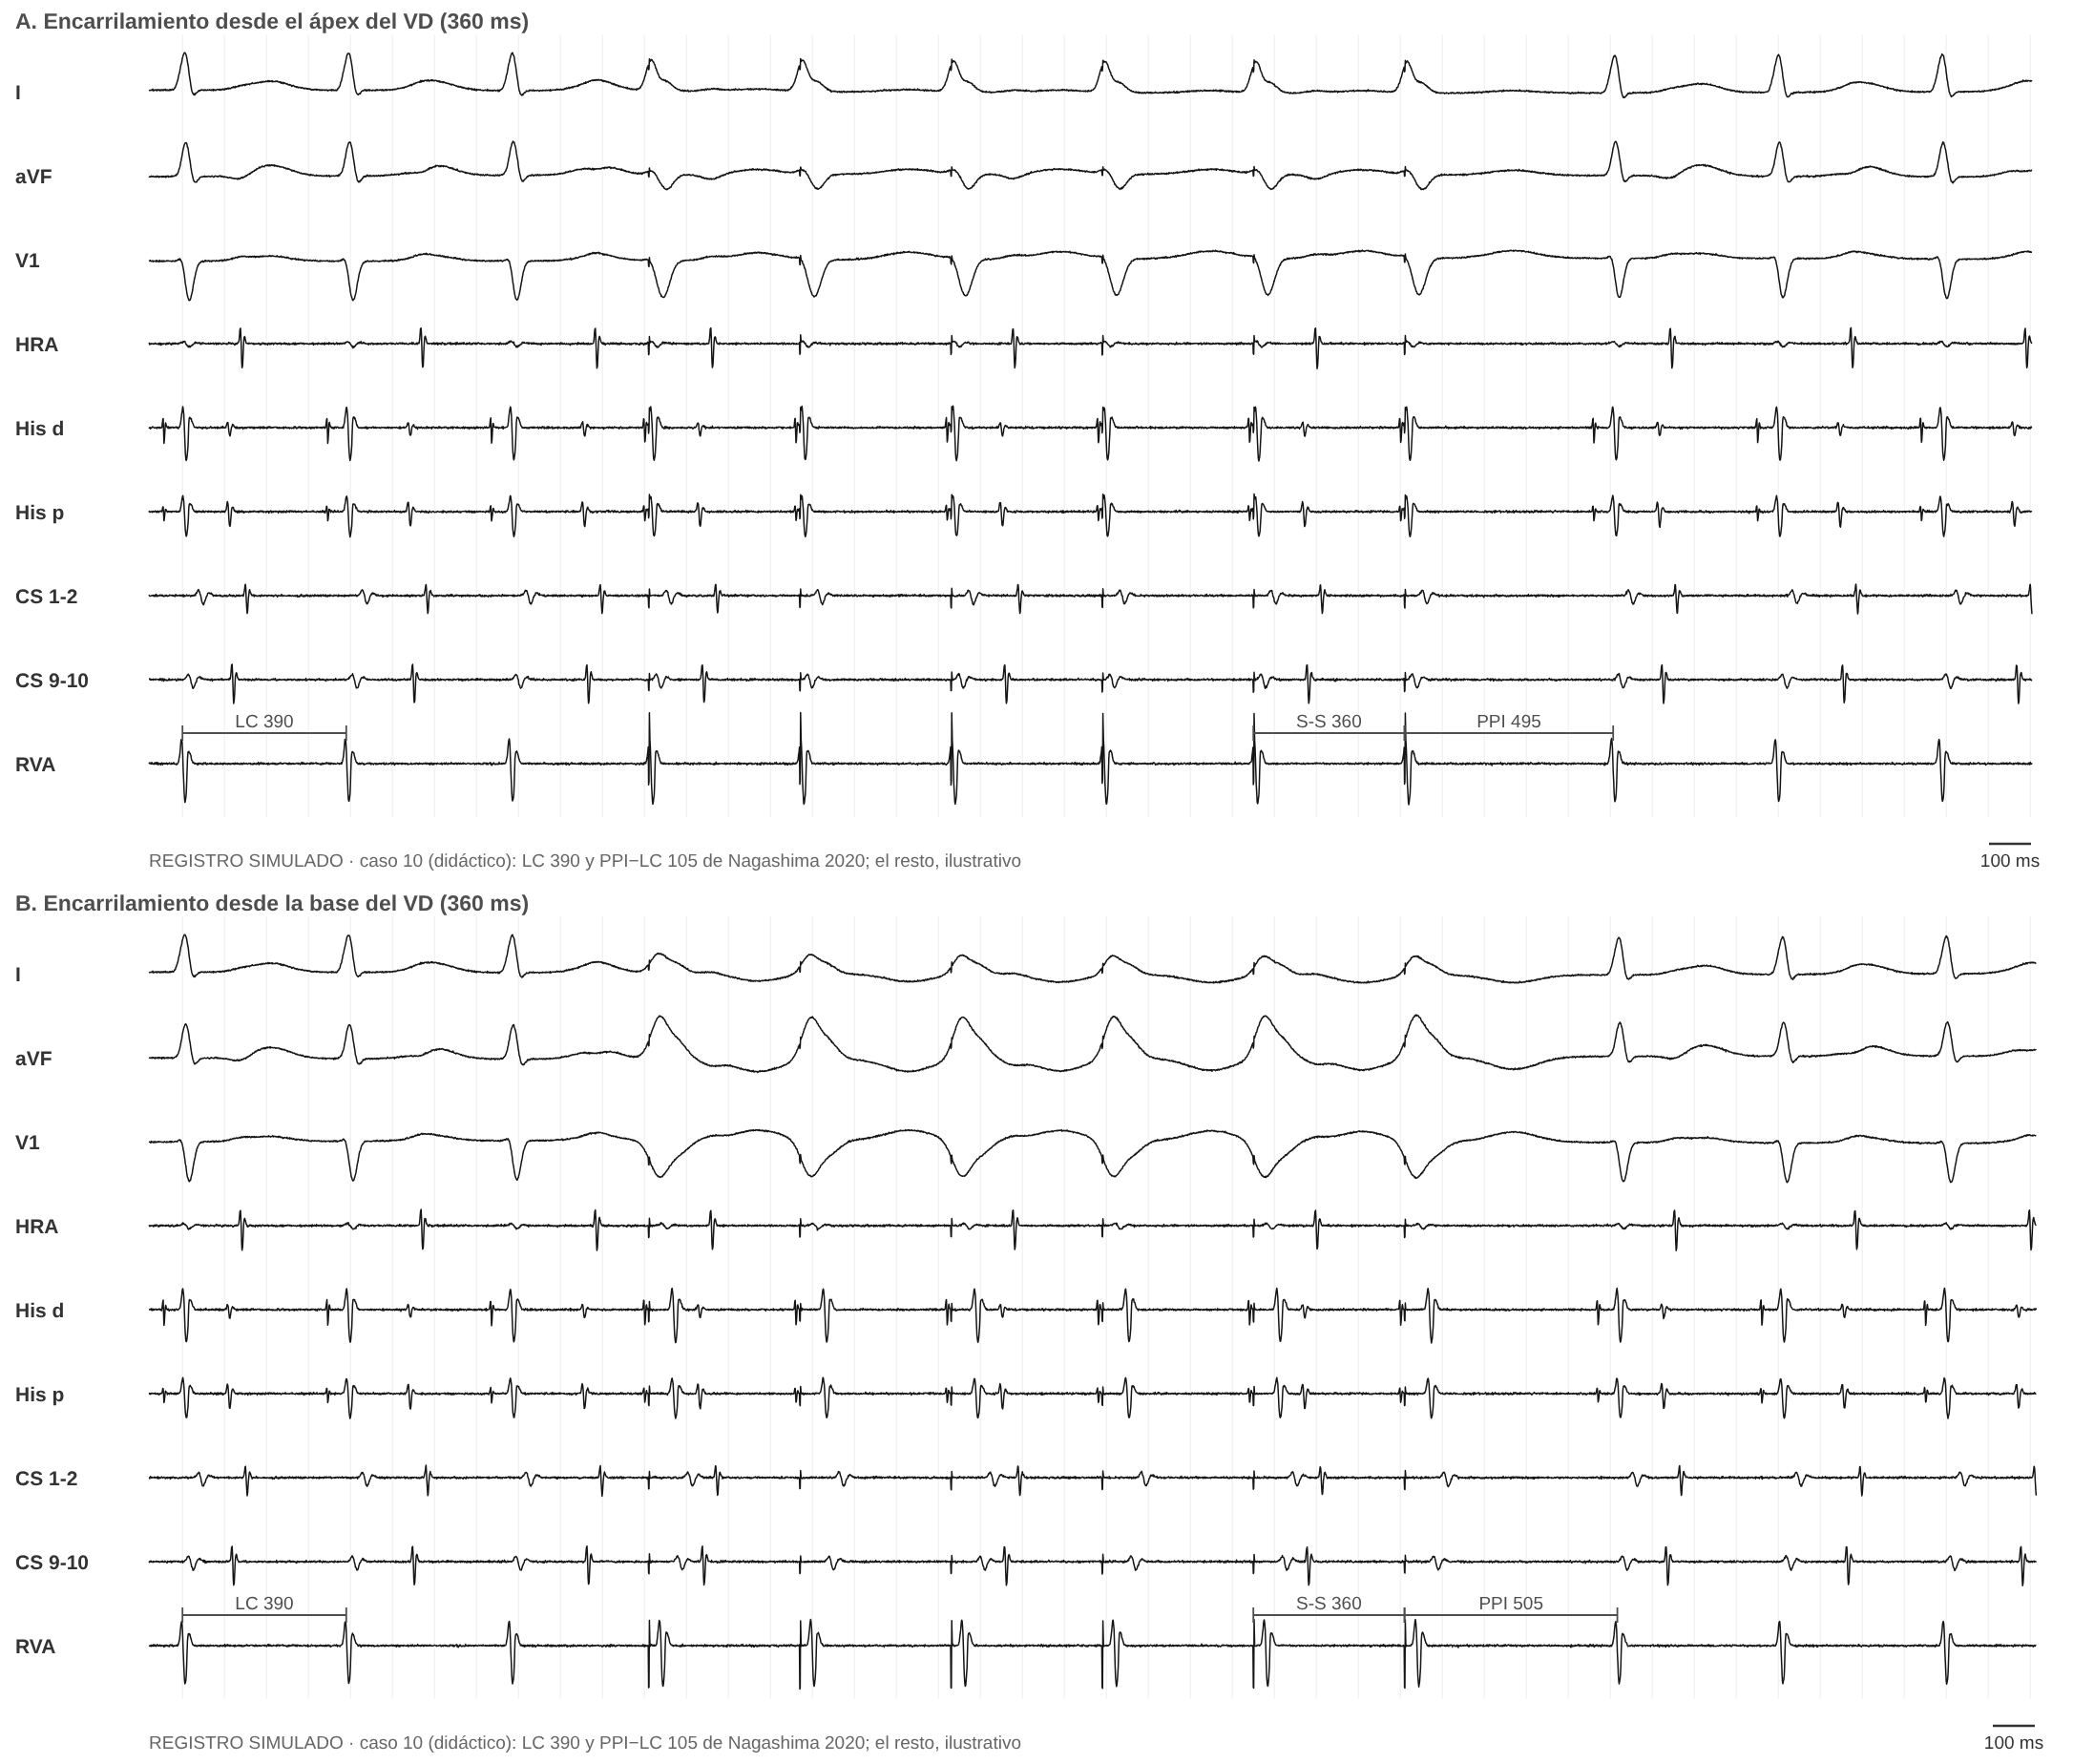 A. Encarrilamiento desde el ápex del VD (360 ms)
I
aVF
V1
HRA
His d
His p
CS 1-2
CS 9-10
LC 390
S-S 360
PPI 495
RVA
REGISTRO SIMULADO · caso 10 (didáctico): LC 390 y PPI−LC 105 de Nagashima 2020; el resto, ilustrativo
100 ms
B. Encarrilamiento desde la base del VD (360 ms)
I
aVF
V1
HRA
His d
His p
CS 1-2
CS 9-10
LC 390
S-S 360
PPI 505
RVA
REGISTRO SIMULADO · caso 10 (didáctico): LC 390 y PPI−LC 105 de Nagashima 2020; el resto, ilustrativo
100 ms